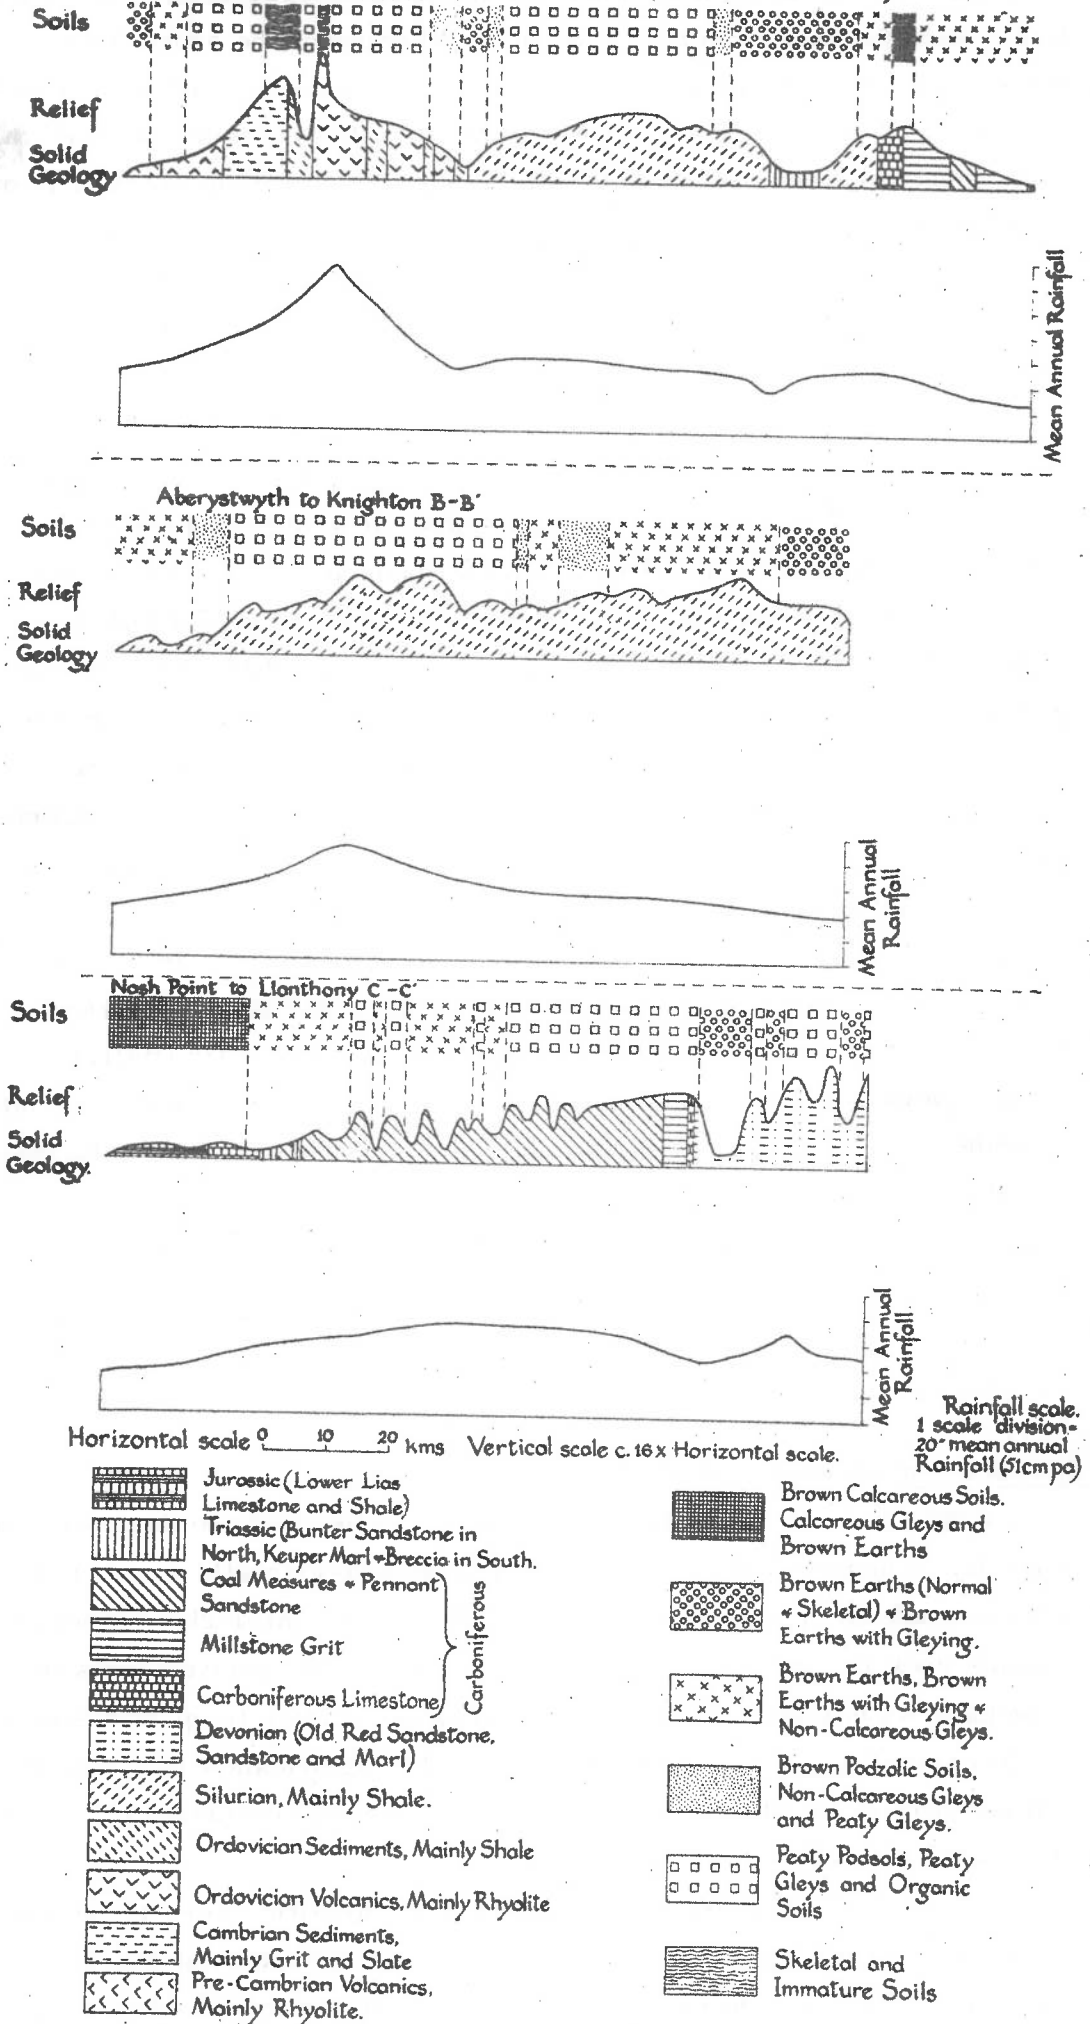 Soils
Relief
Solid
Geology
Mean Annual Rainfall
Aberystwyth to Knighton B-B'
Soils
Relief
Solid
Geology
Mean Annual
Rainfall
Nash Point to Llanthony C-C'
Soils
Relief
Solid
Geology.
Mean Annual
Rainfall.
Rainfall scale.
1 scale division=
20" mean annual
Rainfall (51cm pa)
Horizontal scale 0 10 20 kms Vertical scale c. 16x Horizontal scale.
Jurassic (Lower Lias
Limestone and Shale)
Triassic (Bunter Sandstone in
North, Keuper Marl + Breccia in South.
Coal Measures + Pennant
Sandstone
Millstone Grit
Carboniferous Limestone
Carboniferous
Devonian (Old Red Sandstone,
Sandstone and Marl)
Silurian, Mainly Shale.
Ordovician Sediments, Mainly Shale
Ordovician Volcanics, Mainly Rhyolite
Cambrian Sediments,
Mainly Grit and Slate
Pre-Cambrian Volcanics,
Mainly Rhyolite.
Brown Calcareous Soils.
Calcareous Gleys and
Brown Earths
Brown Earths (Normal
+ Skeletal) + Brown
Earths with Gleying.
Brown Earths, Brown
Earths with Gleying +
Non-Calcareous Gleys.
Brown Podzolic Soils,
Non-Calcareous Gleys
and Peaty Gleys.
Peaty Podsols, Peaty
Gleys and Organic
Soils
Skeletal and
Immature Soils